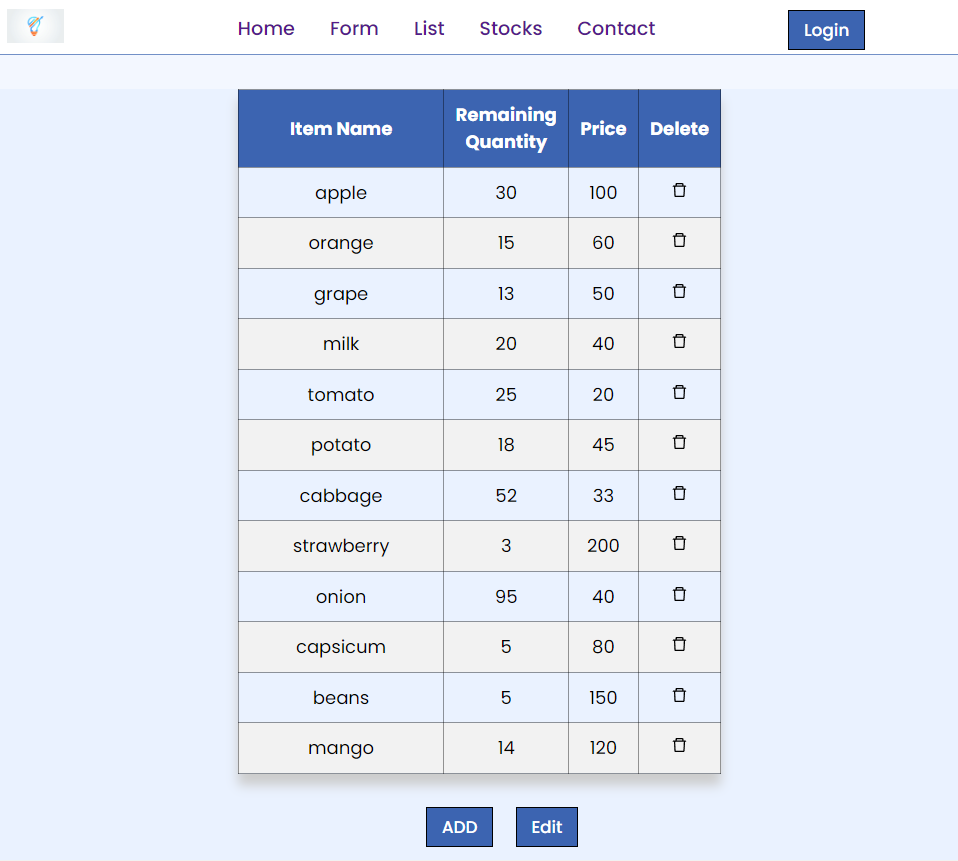 Home Form List Stocks Contact Login
Item Name Remaining Quantity Price Delete
apple 30 100
orange 15 60
grape 13 50
milk 20 40
tomato 25 20
potato 18 45
cabbage 52 33
strawberry 3 200
onion 95 40
capsicum 5 80
beans 5 150
mango 14 120
ADD Edit